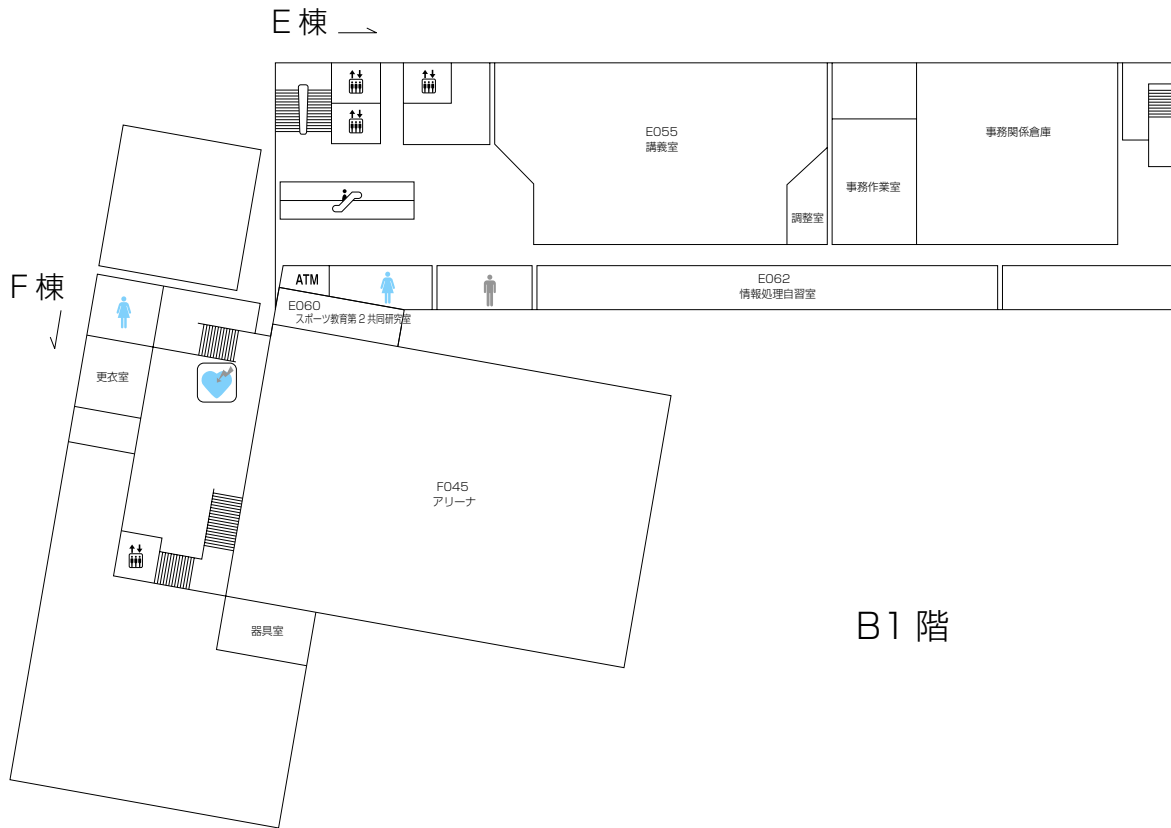 E 棟
E055
講義室
事務関係倉庫
事務作業室
調整室
F 棟
ATM
E062
情報処理自習室
E060
スポーツ教育第2共同研究室
更衣室
F045
アリーナ
器具室
B1 階